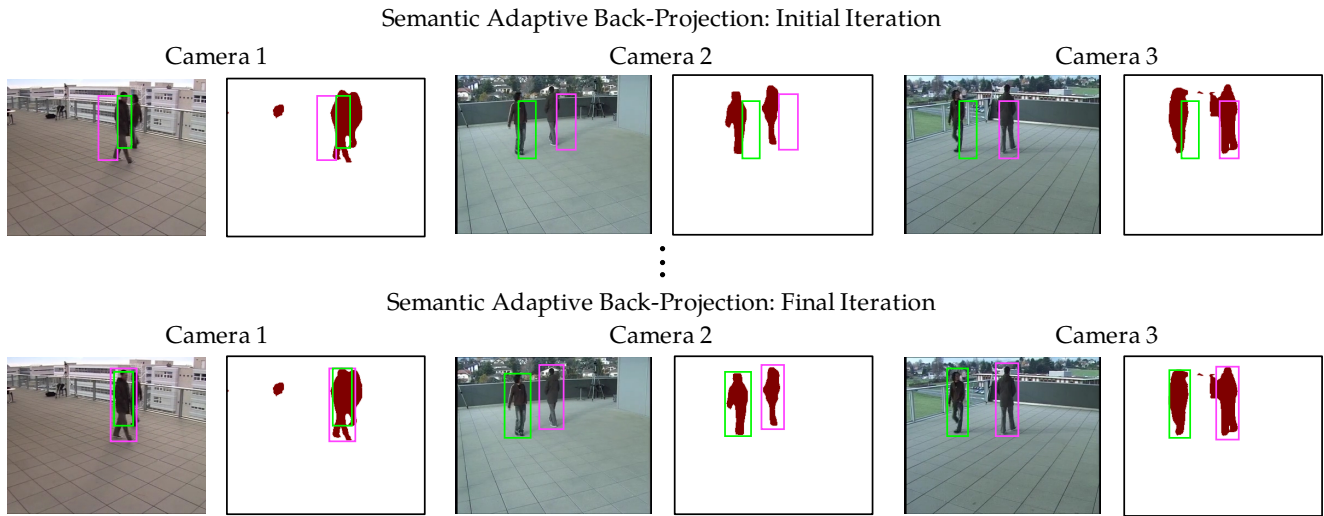 Semantic Adaptive Back-Projection: Initial Iteration
Camera 1
Camera 2
Camera 3
Semantic Adaptive Back-Projection: Final Iteration
Camera 1
Camera 2
Camera 3